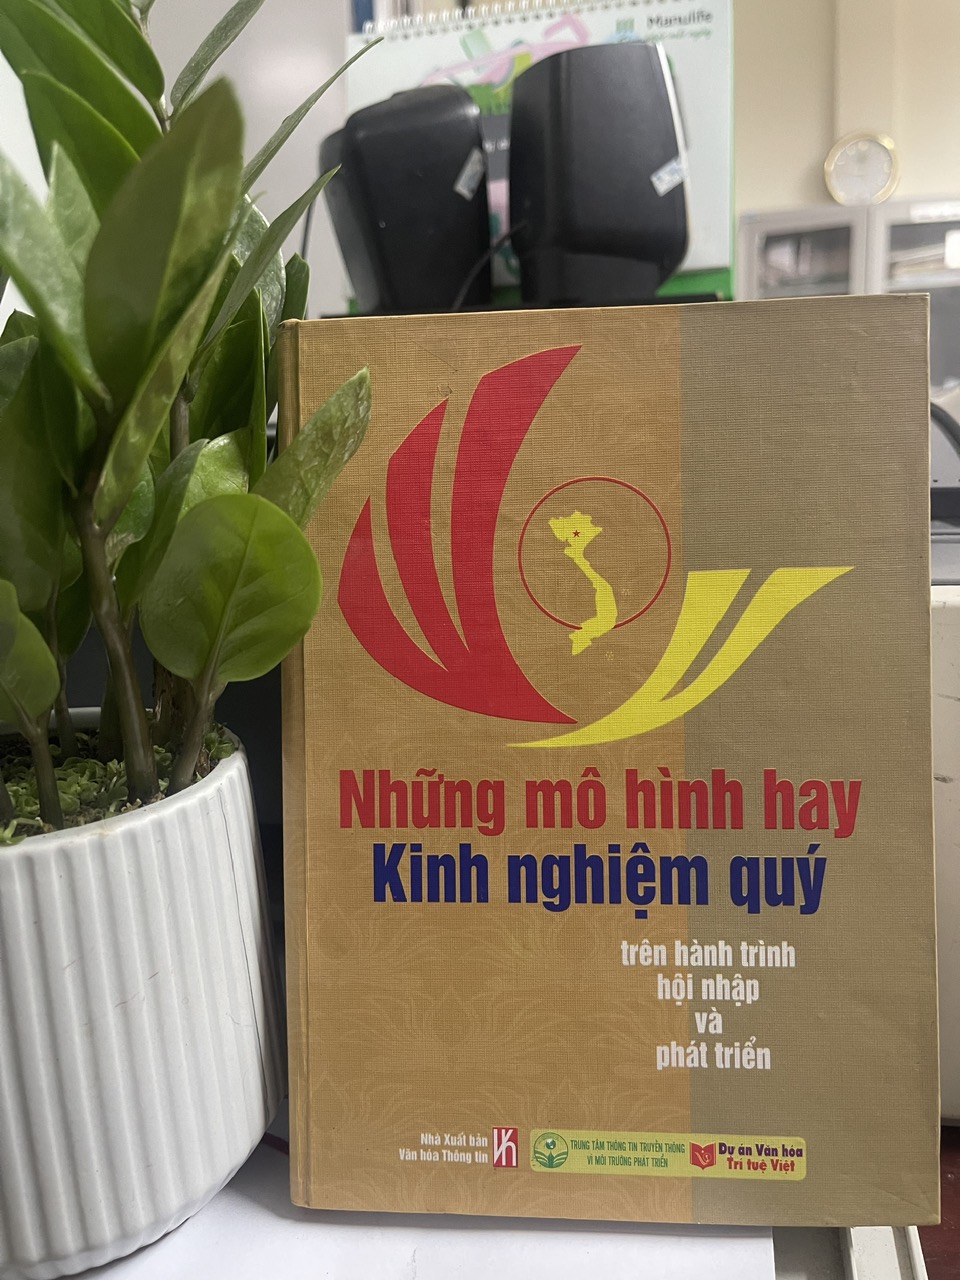 Manulife
Những mô hình hay
Kinh nghiệm quý
trên hành trình
hội nhập
và
phát triển
Nhà Xuất bản
Văn hóa Thông tin
TRUNG TÂM THÔNG TIN TRUYỀN THÔNG
VÌ MÔI TRƯỜNG PHÁT TRIỂN
Dự án Văn hóa
Trí tuệ Việt